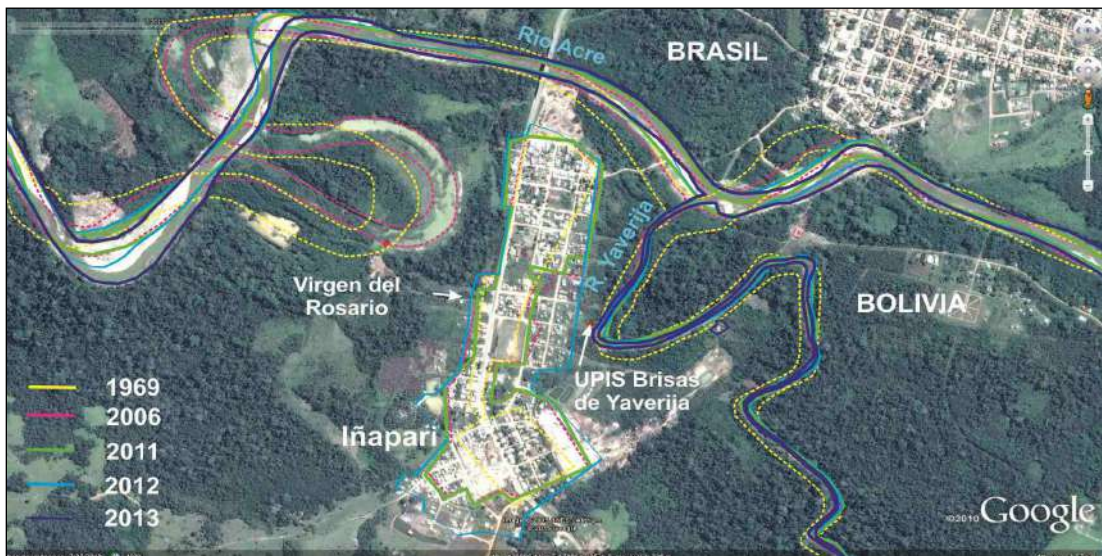 Río Acre
BRASIL
R. Yaverija
Virgen del
Rosario
BOLIVIA
UPIS Brisas
de Yaverija
Iñapari
1969
2006
2011
2012
2013
©2010 Google